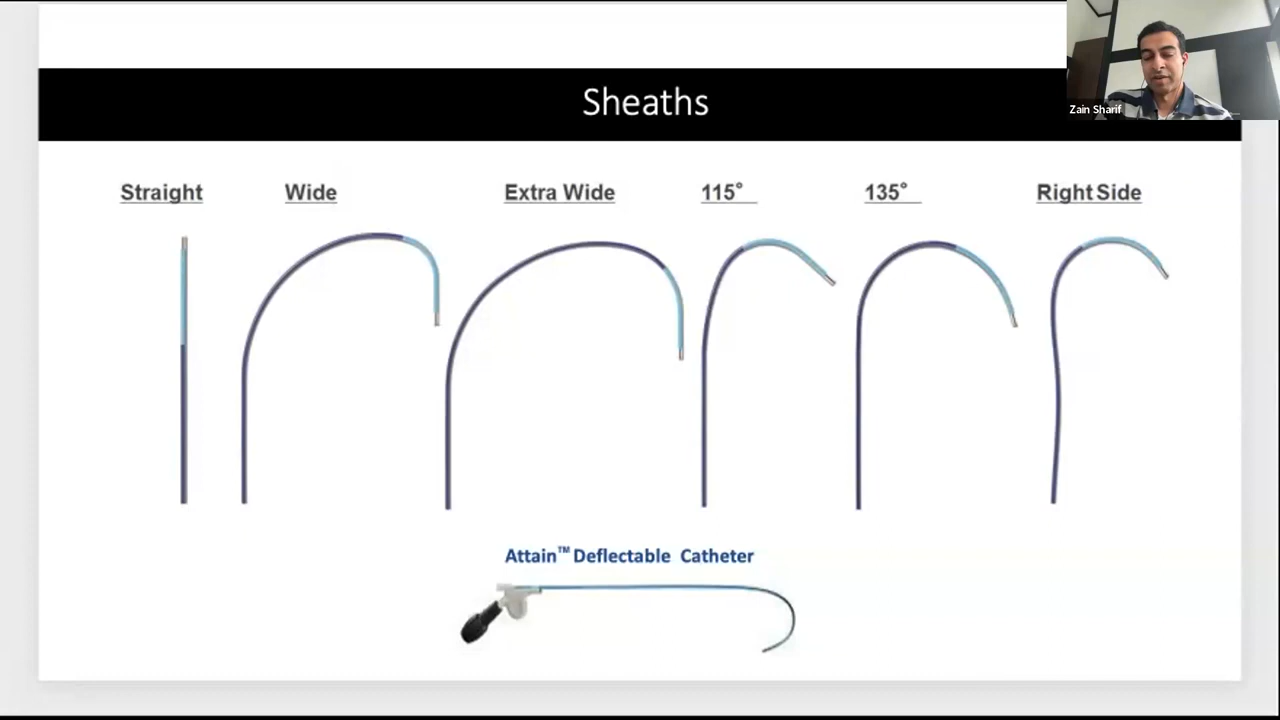 Sheaths
Zain Sharif
Straight
Wide
Extra Wide
115°
135°
Right Side
Attain™ Deflectable Catheter